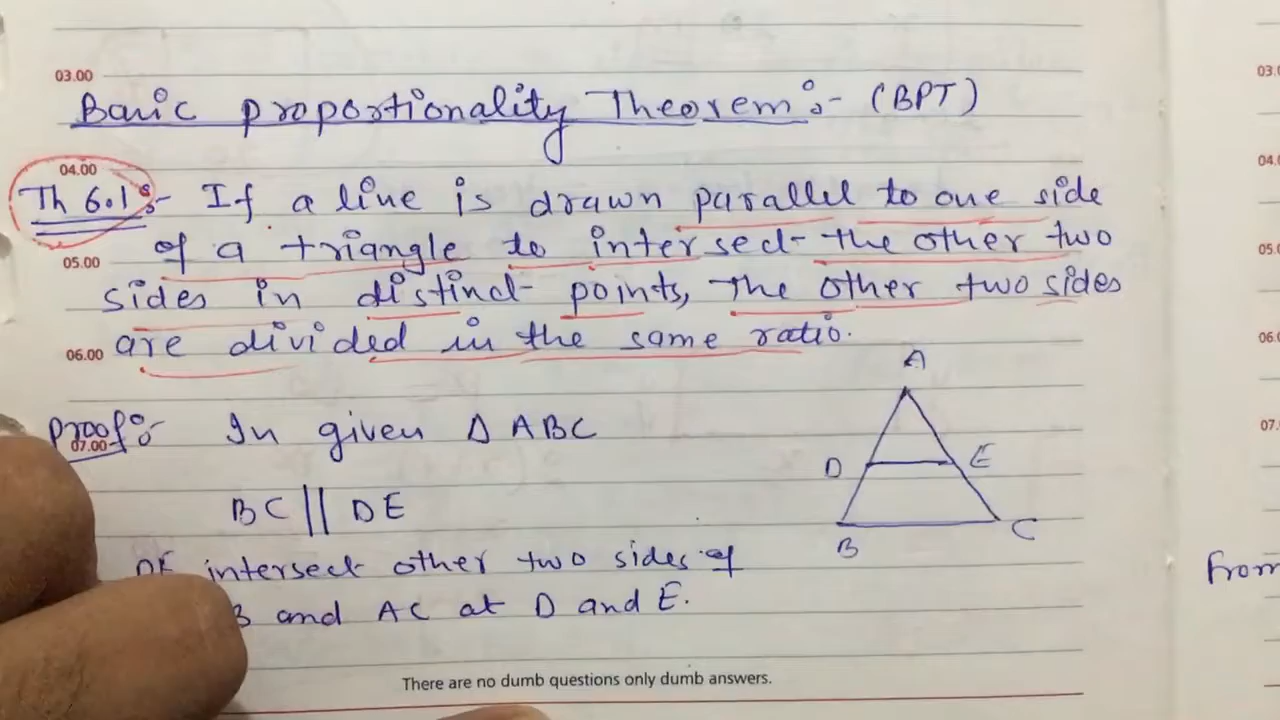 03.00
Basic proportionality Theorem:- (BPT)
04.00
Th 6.1:- If a line is drawn parallel to one side
of a triangle to intersect the other two
05.00
sides in distinct points, the other two sides
are divided in the same ratio.
06.00
A
Proof:- In given Δ ABC
07.00
D E
BC || DE
B C
DE intersect other two sides of
B and AC at D and E.
There are no dumb questions only dumb answers.
03.0
04.
05.0
06.
07.
From